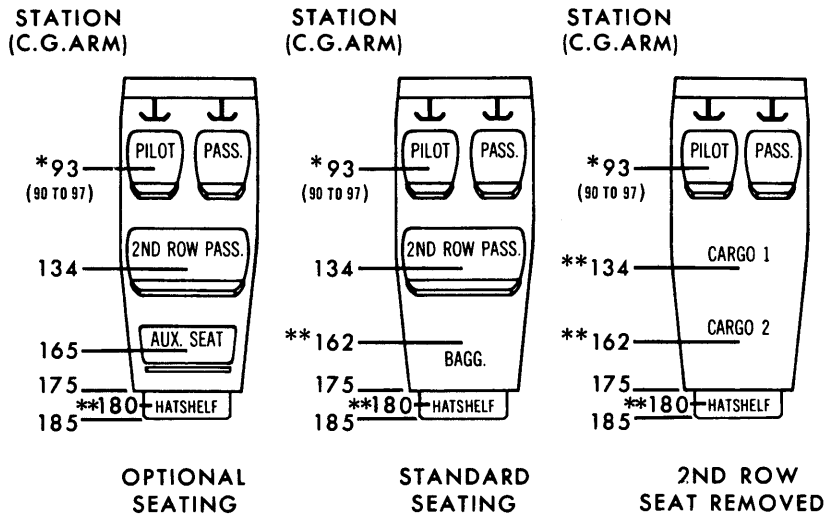 STATION
(C.G.ARM)
PILOT
PASS.
*93
(90 TO 97)
2ND ROW PASS.
134
AUX. SEAT
165
175
**180
HATSHELF
185
OPTIONAL
SEATING
STATION
(C.G.ARM)
PILOT
PASS.
*93
(90 TO 97)
2ND ROW PASS.
134
**162
BAGG.
175
**180
HATSHELF
185
STANDARD
SEATING
STATION
(C.G.ARM)
PILOT
PASS.
*93
(90 TO 97)
CARGO 1
**134
CARGO 2
**162
175
**180
HATSHELF
185
2ND ROW
SEAT REMOVED